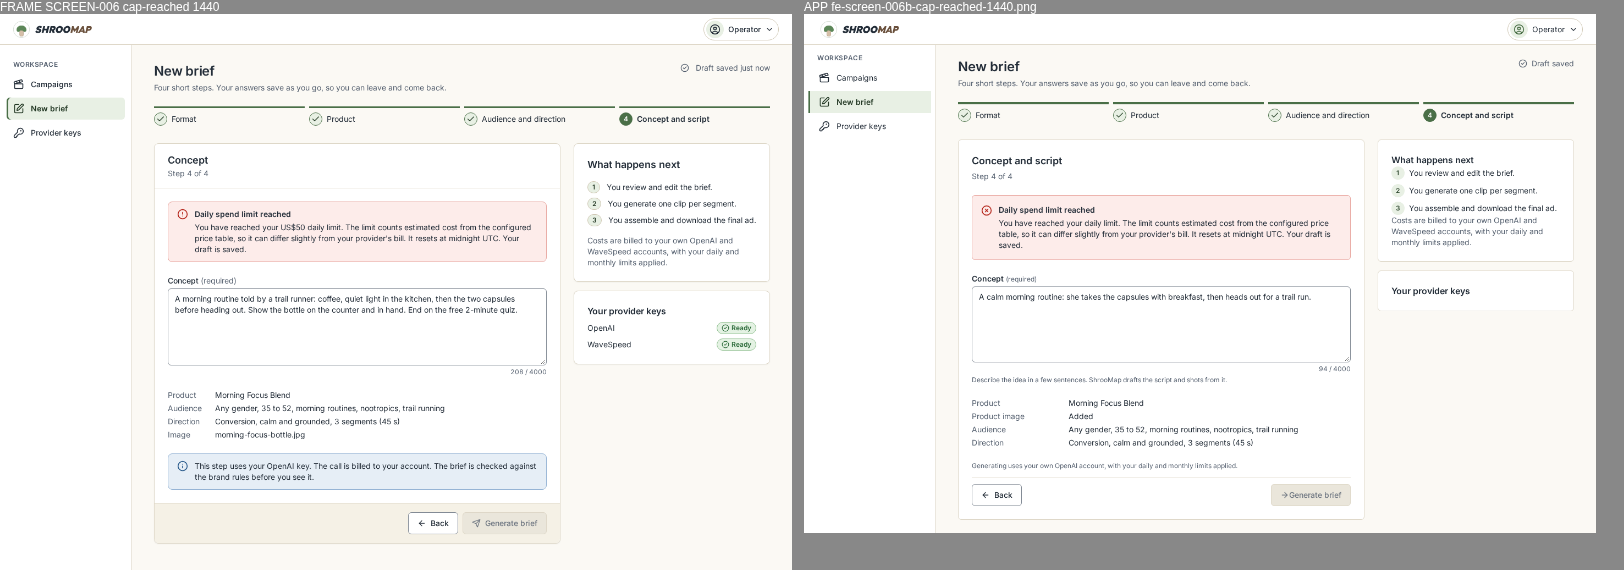 FRAME SCREEN-006 cap-reached 1440
SHROOMAP
Operator
WORKSPACE
Campaigns
New brief
Provider keys
New brief
Four short steps. Your answers save as you go, so you can leave and come back.
Draft saved just now
Format
Product
Audience and direction
4 Concept and script
Concept
Step 4 of 4
Daily spend limit reached
You have reached your US$50 daily limit. The limit counts estimated cost from the configured
price table, so it can differ slightly from your provider's bill. It resets at midnight UTC. Your
draft is saved.
Concept (required)
A morning routine told by a trail runner: coffee, quiet light in the kitchen, then the two capsules
before heading out. Show the bottle on the counter and in hand. End on the free 2-minute quiz.
208 / 4000
Product Morning Focus Blend
Audience Any gender, 35 to 52, morning routines, nootropics, trail running
Direction Conversion, calm and grounded, 3 segments (45 s)
Image morning-focus-bottle.jpg
This step uses your OpenAI key. The call is billed to your account. The brief is checked against
the brand rules before you see it.
Back
Generate brief
What happens next
1 You review and edit the brief.
2 You generate one clip per segment.
3 You assemble and download the final ad.
Costs are billed to your own OpenAI and
WaveSpeed accounts, with your daily and
monthly limits applied.
Your provider keys
OpenAI Ready
WaveSpeed Ready
APP fe-screen-006b-cap-reached-1440.png
SHROOMAP
Operator
WORKSPACE
Campaigns
New brief
Provider keys
New brief
Four short steps. Your answers save as you go, so you can leave and come back.
Draft saved
Format
Product
Audience and direction
4 Concept and script
Concept and script
Step 4 of 4
Daily spend limit reached
You have reached your daily limit. The limit counts estimated cost from the configured price
table, so it can differ slightly from your provider's bill. It resets at midnight UTC. Your draft is
saved.
Concept (required)
A calm morning routine: she takes the capsules with breakfast, then heads out for a trail run.
94 / 4000
Describe the idea in a few sentences. ShrooMap drafts the script and shots from it.
Product Morning Focus Blend
Product image Added
Audience Any gender, 35 to 52, morning routines, nootropics, trail running
Direction Conversion, calm and grounded, 3 segments (45 s)
Generating uses your own OpenAI account, with your daily and monthly limits applied.
Back
Generate brief
What happens next
1 You review and edit the brief.
2 You generate one clip per segment.
3 You assemble and download the final ad.
Costs are billed to your own OpenAI and
WaveSpeed accounts, with your daily and
monthly limits applied.
Your provider keys